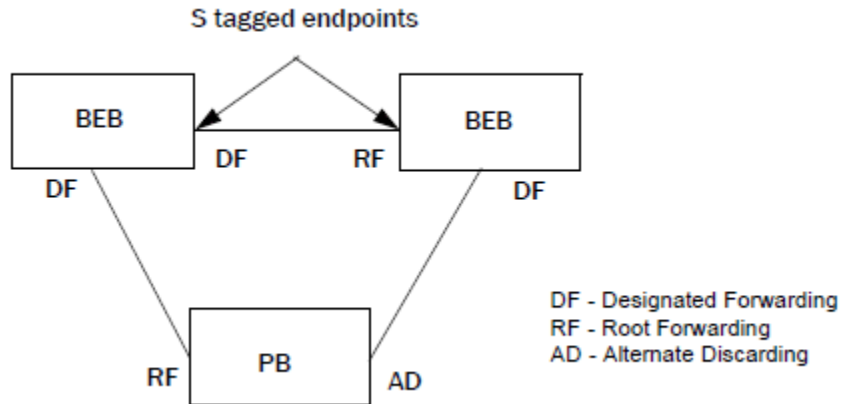 S tagged endpoints
BEB
BEB
DF
RF
DF
DF
DF - Designated Forwarding
RF - Root Forwarding
AD - Alternate Discarding
RF
PB
AD